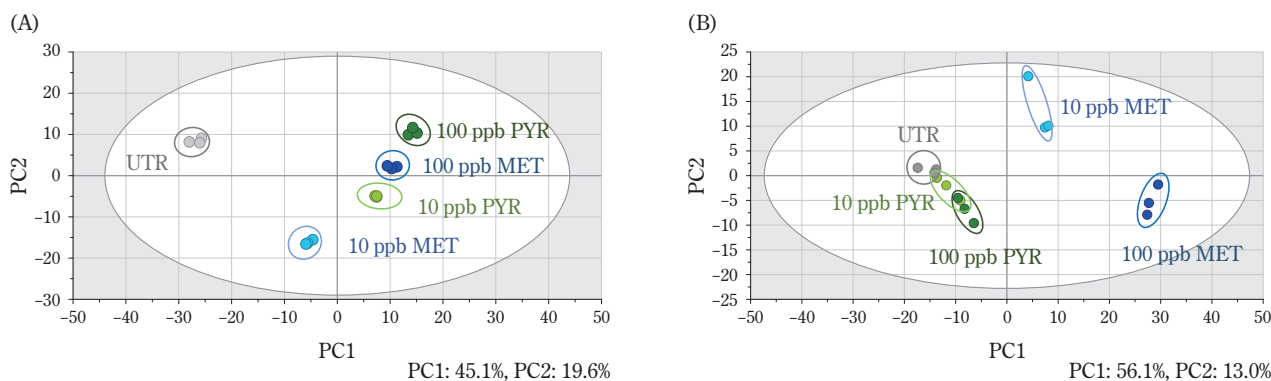 (A)
30
20
10
0
−10
−20
−30
PC2
−50
−40
−30
−20
−10
0
10
20
30
40
50
PC1
UTR
100 ppb PYR
100 ppb MET
10 ppb PYR
10 ppb MET
PC1: 45.1%, PC2: 19.6%
(B)
25
20
15
10
5
0
−5
−10
−15
−20
−25
PC2
−50
−40
−30
−20
−10
0
10
20
30
40
50
PC1
10 ppb MET
UTR
10 ppb PYR
100 ppb PYR
100 ppb MET
PC1: 56.1%, PC2: 13.0%